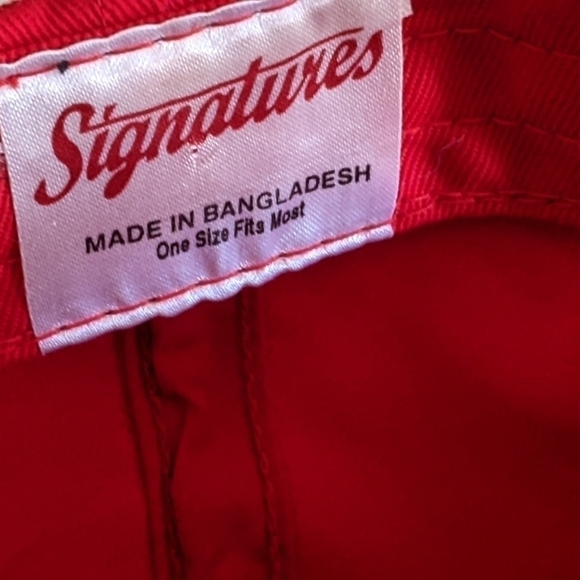 Signatures
MADE IN BANGLADESH
One Size Fits Most